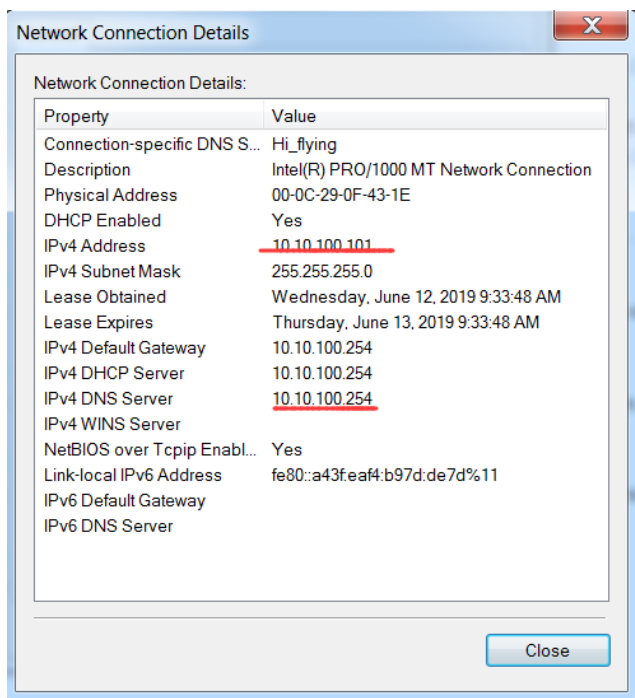 Network Connection Details
X
Network Connection Details:
Property Value
Connection-specific DNS S... Hi_flying
Description Intel(R) PRO/1000 MT Network Connection
Physical Address 00-0C-29-0F-43-1E
DHCP Enabled Yes
IPv4 Address 10.10.100.101
IPv4 Subnet Mask 255.255.255.0
Lease Obtained Wednesday, June 12, 2019 9:33:48 AM
Lease Expires Thursday, June 13, 2019 9:33:48 AM
IPv4 Default Gateway 10.10.100.254
IPv4 DHCP Server 10.10.100.254
IPv4 DNS Server 10.10.100.254
IPv4 WINS Server
NetBIOS over Tcpip Enabl... Yes
Link-local IPv6 Address fe80::a43f:eaf4:b97d:de7d%11
IPv6 Default Gateway
IPv6 DNS Server
Close